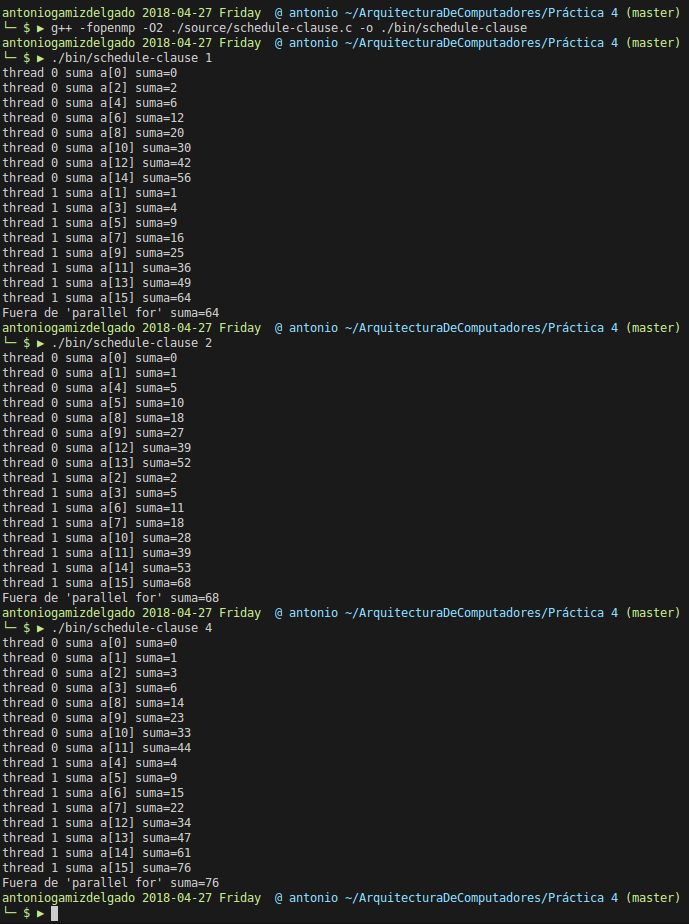 antoniogamizdelgado 2018-04-27 Friday  @ antonio ~/ArquitecturaDeComputadores/Práctica 4 (master)
└─ $ ▶ g++ -fopenmp -O2 ./source/schedule-clause.c -o ./bin/schedule-clause
antoniogamizdelgado 2018-04-27 Friday  @ antonio ~/ArquitecturaDeComputadores/Práctica 4 (master)
└─ $ ▶ ./bin/schedule-clause 1
thread 0 suma a[0] suma=0
thread 0 suma a[2] suma=2
thread 0 suma a[4] suma=6
thread 0 suma a[6] suma=12
thread 0 suma a[8] suma=20
thread 0 suma a[10] suma=30
thread 0 suma a[12] suma=42
thread 0 suma a[14] suma=56
thread 1 suma a[1] suma=1
thread 1 suma a[3] suma=4
thread 1 suma a[5] suma=9
thread 1 suma a[7] suma=16
thread 1 suma a[9] suma=25
thread 1 suma a[11] suma=36
thread 1 suma a[13] suma=49
thread 1 suma a[15] suma=64
Fuera de 'parallel for' suma=64
antoniogamizdelgado 2018-04-27 Friday  @ antonio ~/ArquitecturaDeComputadores/Práctica 4 (master)
└─ $ ▶ ./bin/schedule-clause 2
thread 0 suma a[0] suma=0
thread 0 suma a[1] suma=1
thread 0 suma a[4] suma=5
thread 0 suma a[5] suma=10
thread 0 suma a[8] suma=18
thread 0 suma a[9] suma=27
thread 0 suma a[12] suma=39
thread 0 suma a[13] suma=52
thread 1 suma a[2] suma=2
thread 1 suma a[3] suma=5
thread 1 suma a[6] suma=11
thread 1 suma a[7] suma=18
thread 1 suma a[10] suma=28
thread 1 suma a[11] suma=39
thread 1 suma a[14] suma=53
thread 1 suma a[15] suma=68
Fuera de 'parallel for' suma=68
antoniogamizdelgado 2018-04-27 Friday  @ antonio ~/ArquitecturaDeComputadores/Práctica 4 (master)
└─ $ ▶ ./bin/schedule-clause 4
thread 0 suma a[0] suma=0
thread 0 suma a[1] suma=1
thread 0 suma a[2] suma=3
thread 0 suma a[3] suma=6
thread 0 suma a[8] suma=14
thread 0 suma a[9] suma=23
thread 0 suma a[10] suma=33
thread 0 suma a[11] suma=44
thread 1 suma a[4] suma=4
thread 1 suma a[5] suma=9
thread 1 suma a[6] suma=15
thread 1 suma a[7] suma=22
thread 1 suma a[12] suma=34
thread 1 suma a[13] suma=47
thread 1 suma a[14] suma=61
thread 1 suma a[15] suma=76
Fuera de 'parallel for' suma=76
antoniogamizdelgado 2018-04-27 Friday  @ antonio ~/ArquitecturaDeComputadores/Práctica 4 (master)
└─ $ ▶